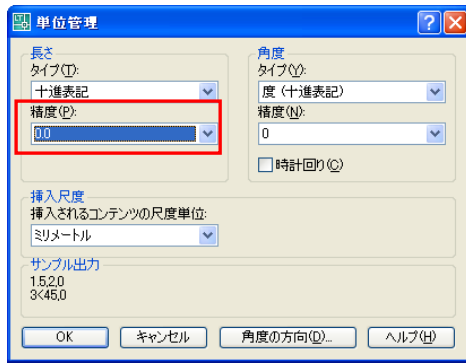 単位管理
長さ
タイプ(T):
十進表記
精度(P):
0.0
角度
タイプ(Y):
度 (十進表記)
精度(N):
0
時計回り(C)
挿入尺度
挿入されるコンテンツの尺度単位:
ミリメートル
サンプル出力
1.5,2,0
3<45,0
OK
キャンセル
角度の方向(D)...
ヘルプ(H)